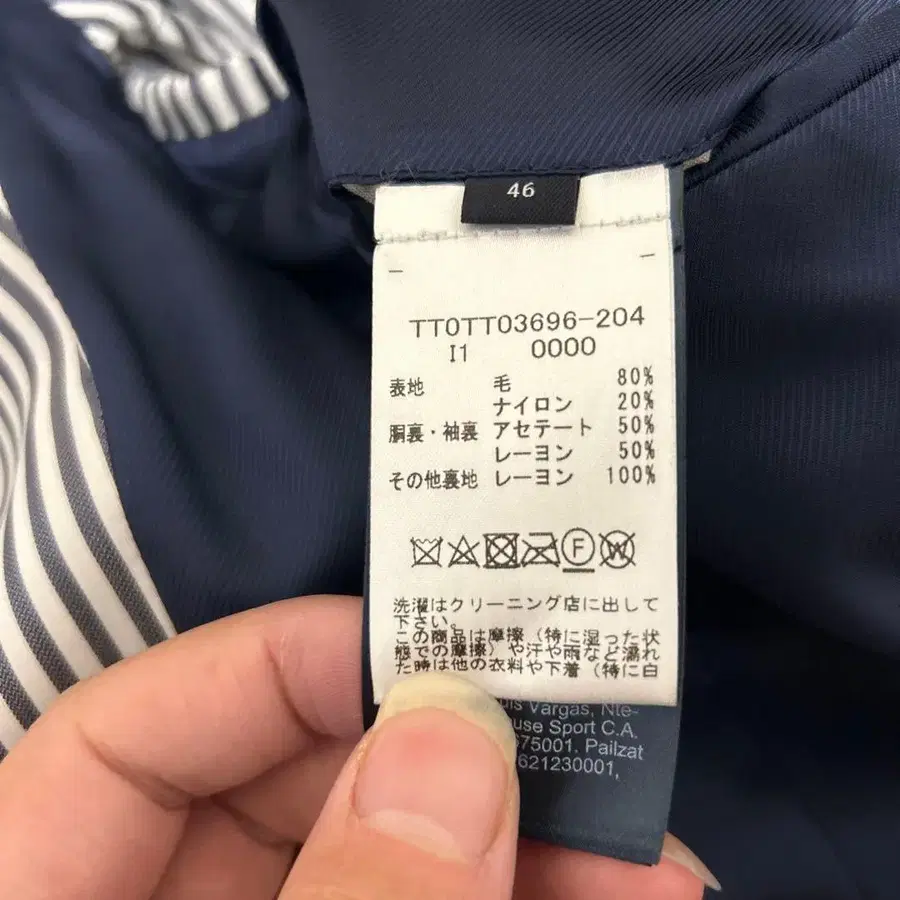 46
TT0TT03696-204
I1 0000
表地 毛 80%
ナイロン 20%
胴裏・袖裏 アセテート 50%
レーヨン 50%
その他裏地 レーヨン 100%
F W
洗濯はクリーニング店に出して
下さい。
この商品は摩擦（特に湿った状
態での摩擦）や汗や雨など濡れ
た時は他の衣料や下着（特に白
Vargas, Nte-
use Sport C.A.
75001. Pailzat
621230001,